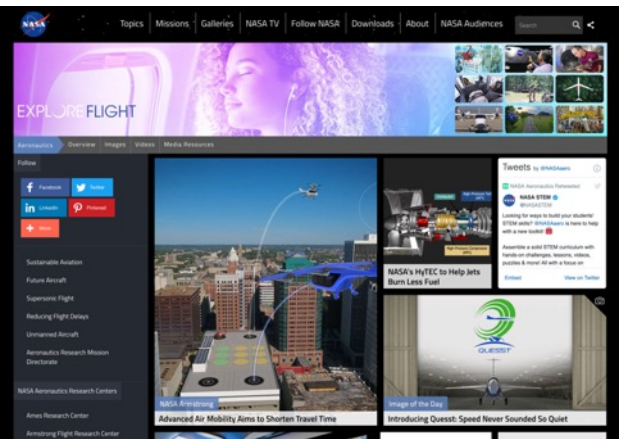 NASA
Topics Missions Galleries NASA TV Follow NASA Downloads About NASA Audiences Search
EXPLORE FLIGHT
Aeronautics Overview Images Videos Media Resources
Follow
Facebook Twitter
LinkedIn Pinterest
More
Sustainable Aviation
Future Aircraft
Supersonic Flight
Reducing Flight Delays
Unmanned Aircraft
Aeronautics Research Mission
Directorate
NASA Aeronautics Research Centers
Ames Research Center
Armstrong Flight Research Center
NASA Armstrong
Advanced Air Mobility Aims to Shorten Travel Time
NASA's HyTEC to Help Jets
Burn Less Fuel
Tweets by @NASAaero
NASA Aeronautics Retweeted
NASA STEM
@NASASTEM
Looking for ways to build your students'
STEM skills? @NASAaero is here to help
with a new toolkit!
Assemble a solid STEM curriculum with
hands-on challenges, lessons, videos,
puzzles & more! All with a focus on
Embed View on Twitter
QUESST
Image of the Day
Introducing Quesst: Speed Never Sounded So Quiet